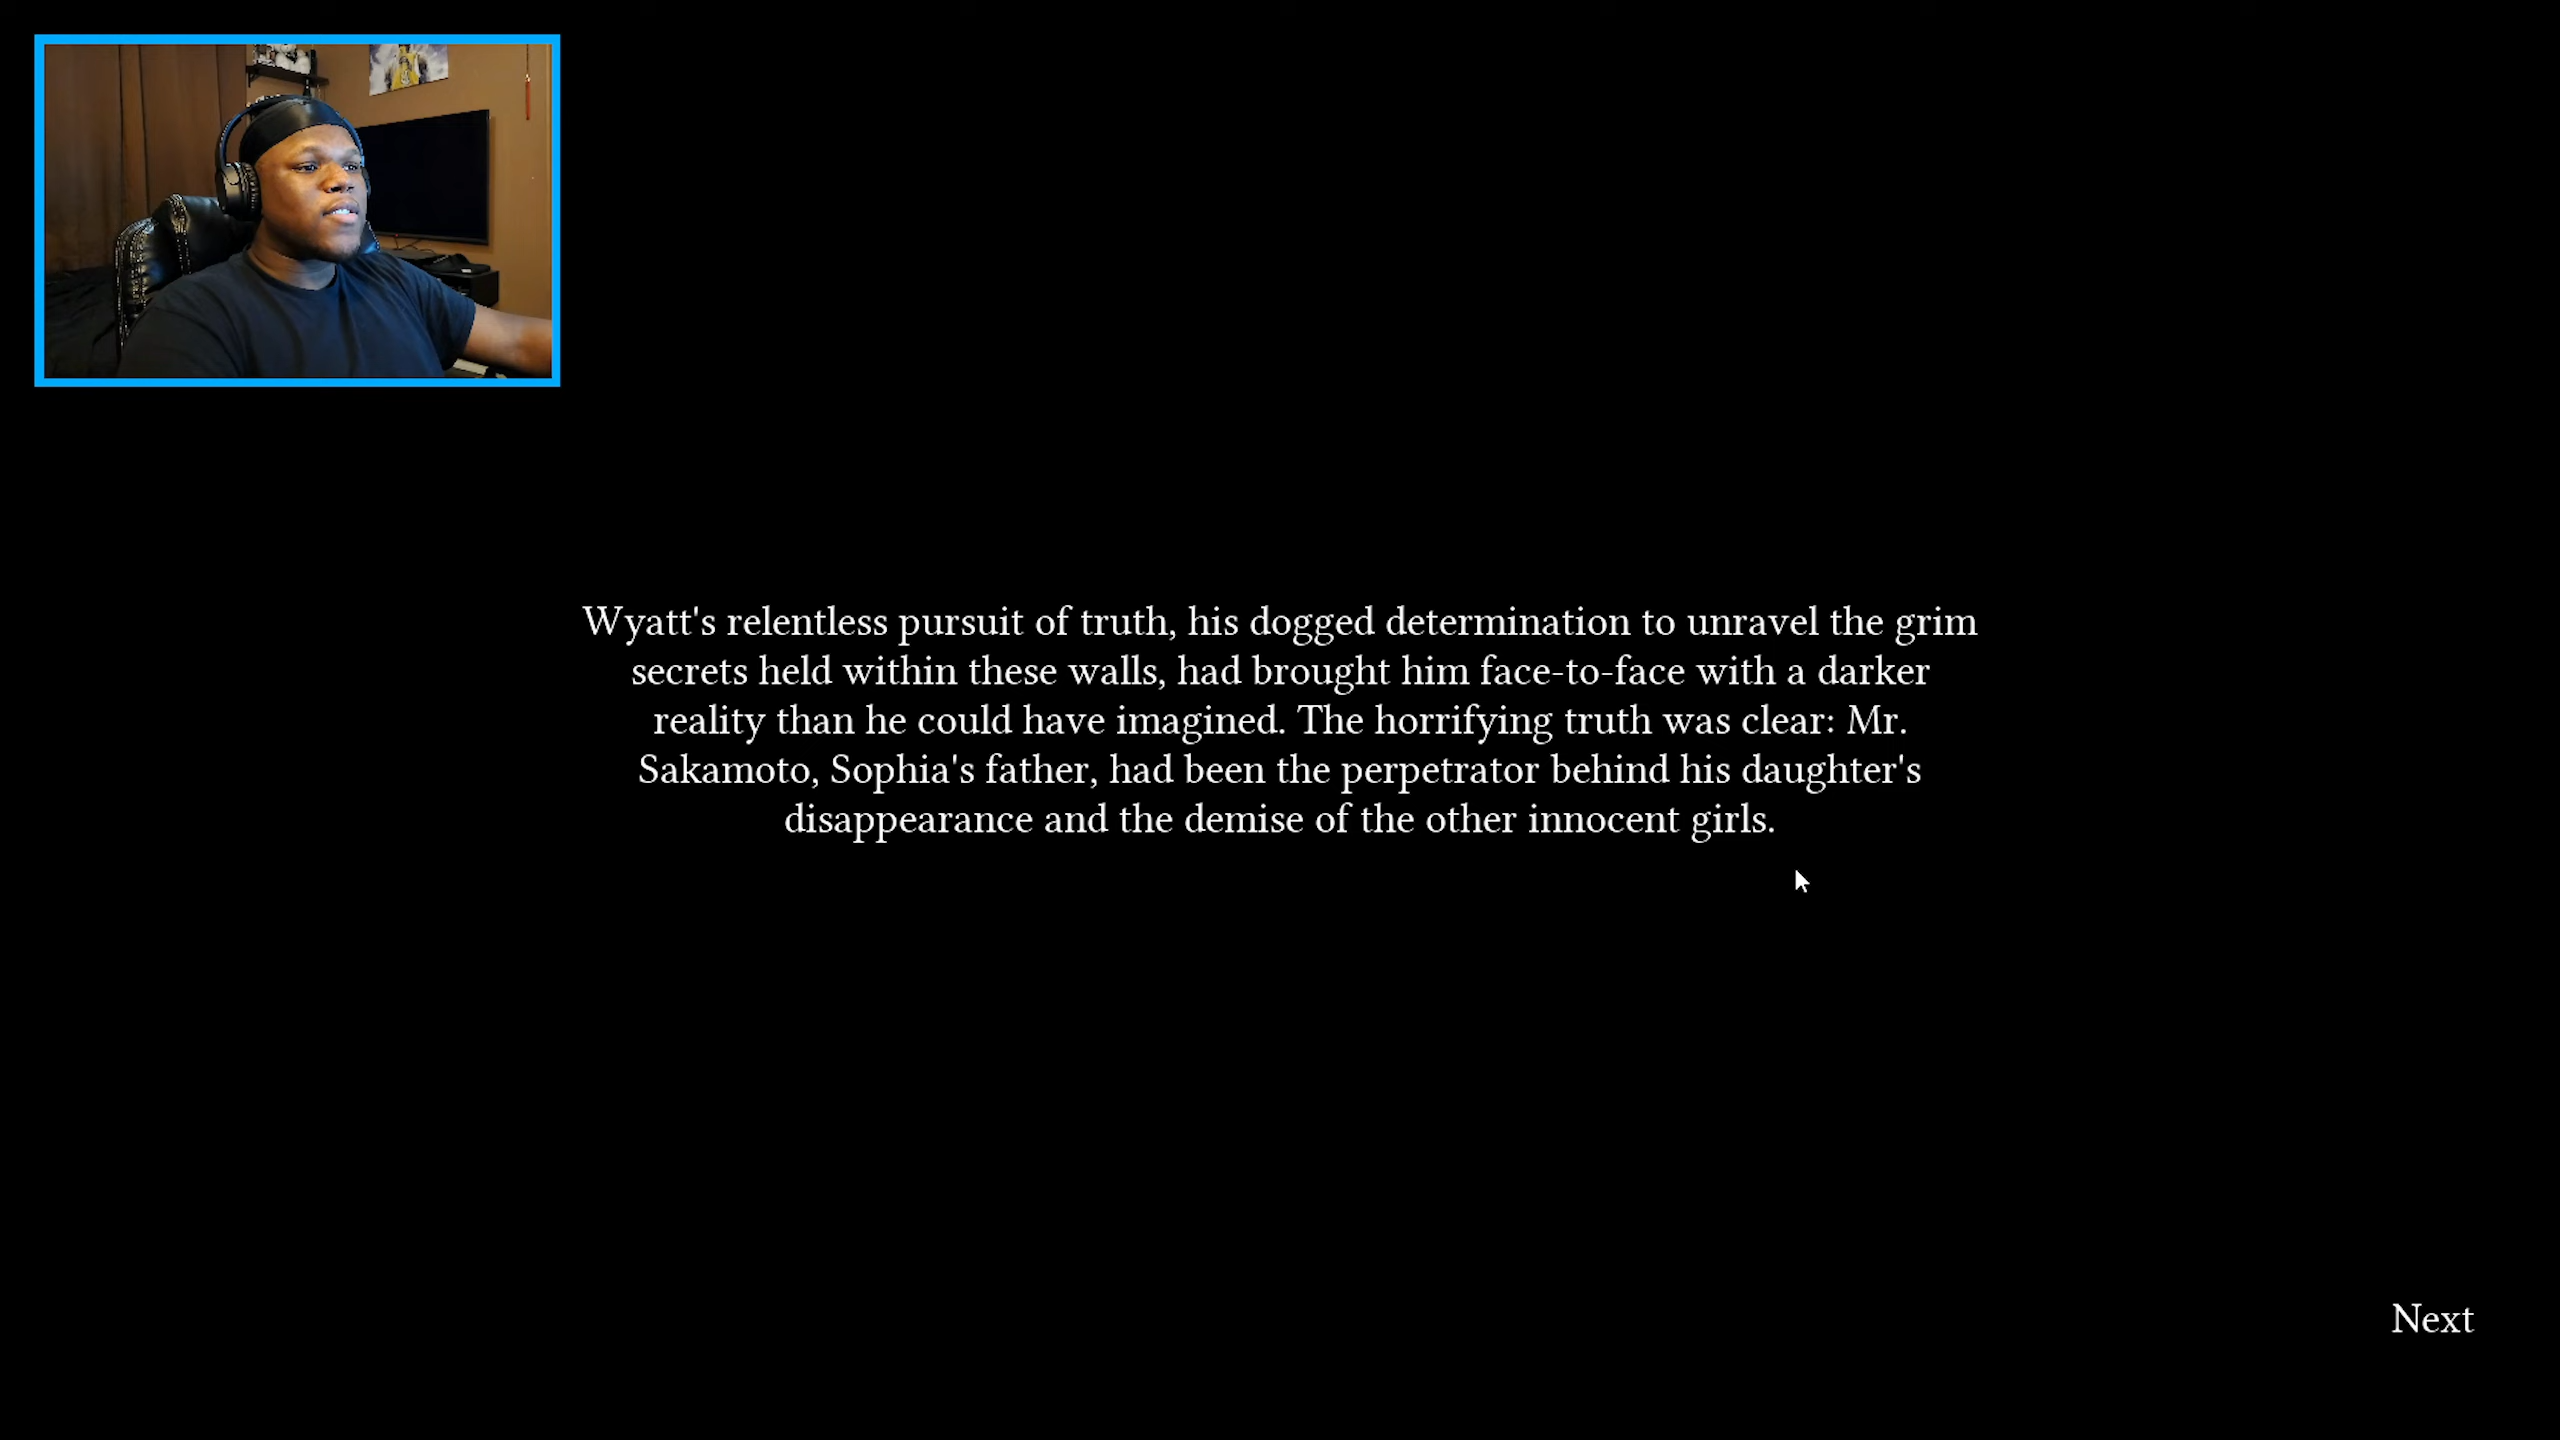 Wyatt's relentless pursuit of truth, his dogged determination to unravel the grim
secrets held within these walls, had brought him face-to-face with a darker
reality than he could have imagined. The horrifying truth was clear: Mr.
Sakamoto, Sophia's father, had been the perpetrator behind his daughter's
disappearance and the demise of the other innocent girls.
Next